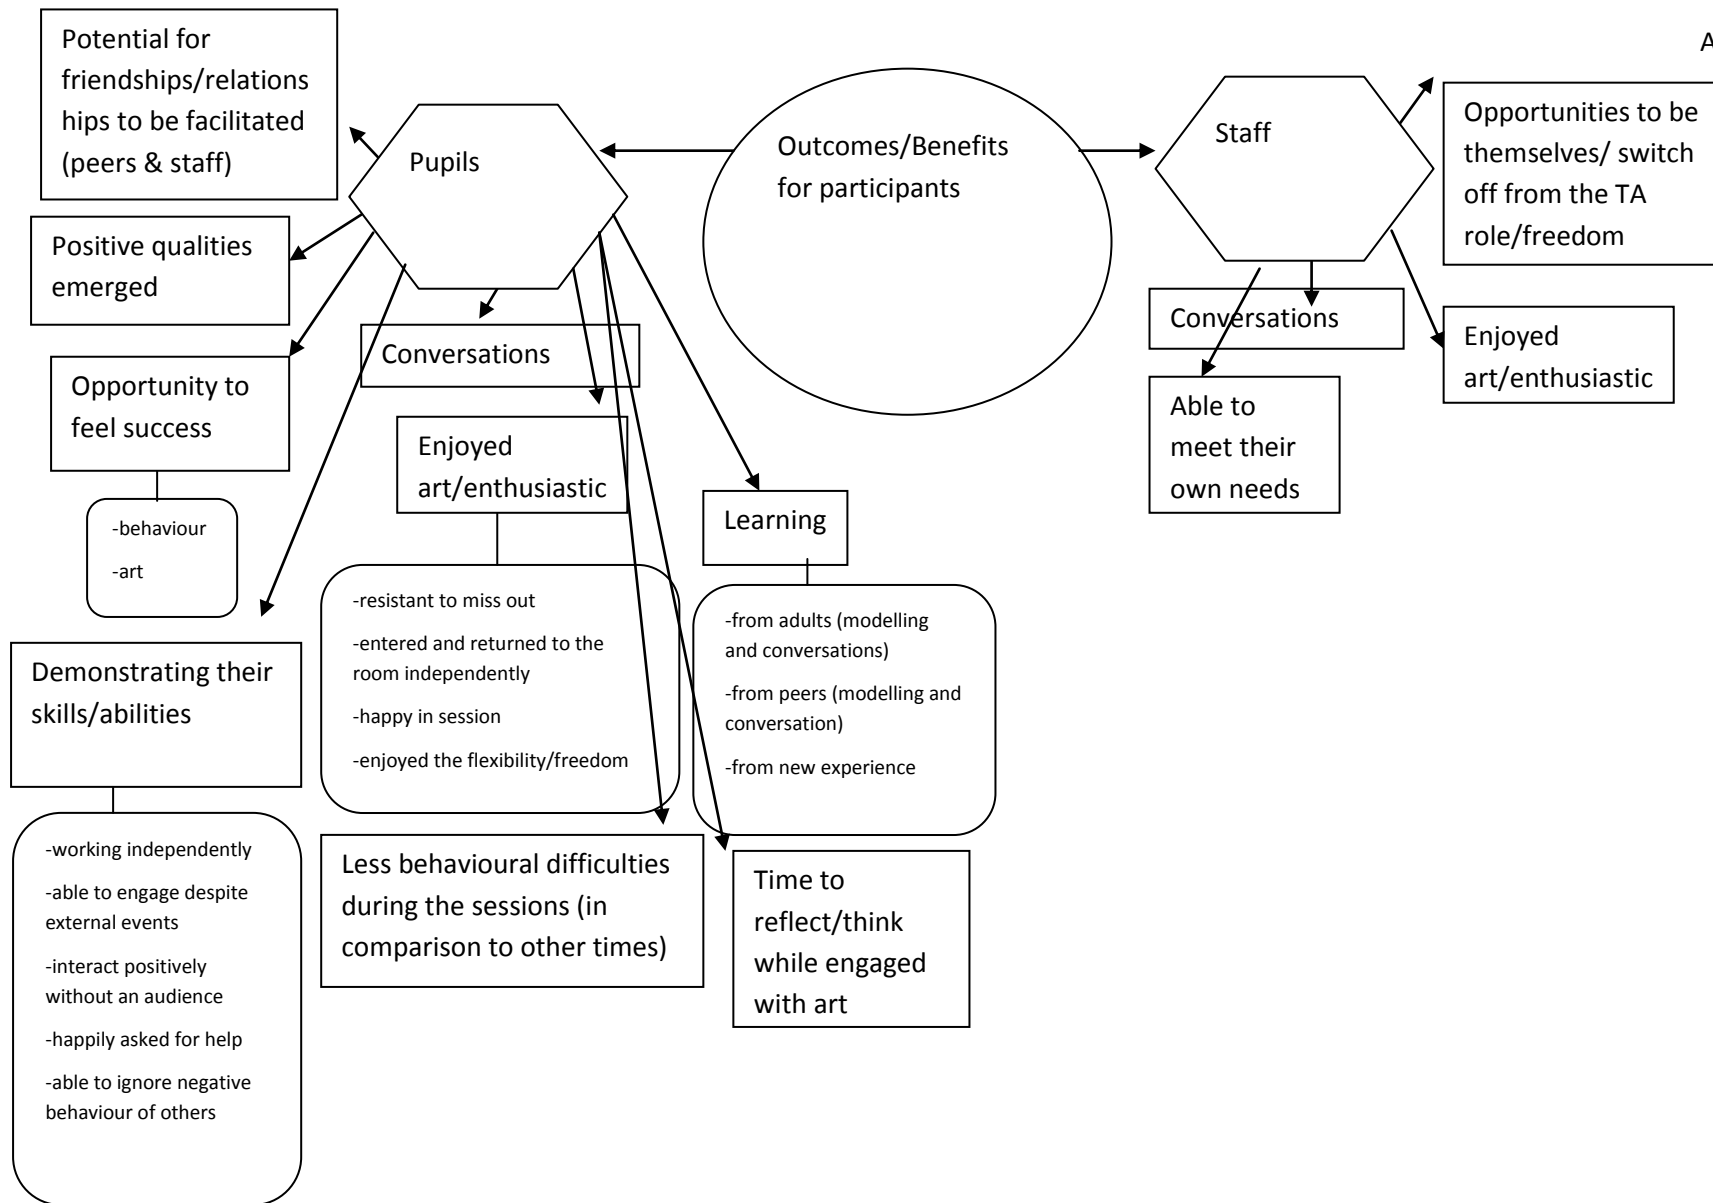 A
Potential for
friendships/relations
hips to be facilitated
(peers & staff)
Pupils
Outcomes/Benefits
for participants
Staff
Opportunities to be
themselves/ switch
off from the TA
role/freedom
Positive qualities
emerged
Conversations
Conversations
Enjoyed
art/enthusiastic
Opportunity to
feel success
Able to
meet their
own needs
Enjoyed
art/enthusiastic
Learning
-behaviour
-art
-resistant to miss out
-entered and returned to the
room independently
-happy in session
-enjoyed the flexibility/freedom
-from adults (modelling
and conversations)
-from peers (modelling and
conversation)
-from new experience
Demonstrating their
skills/abilities
-working independently
-able to engage despite
external events
-interact positively
without an audience
-happily asked for help
-able to ignore negative
behaviour of others
Less behavioural difficulties
during the sessions (in
comparison to other times)
Time to
reflect/think
while engaged
with art